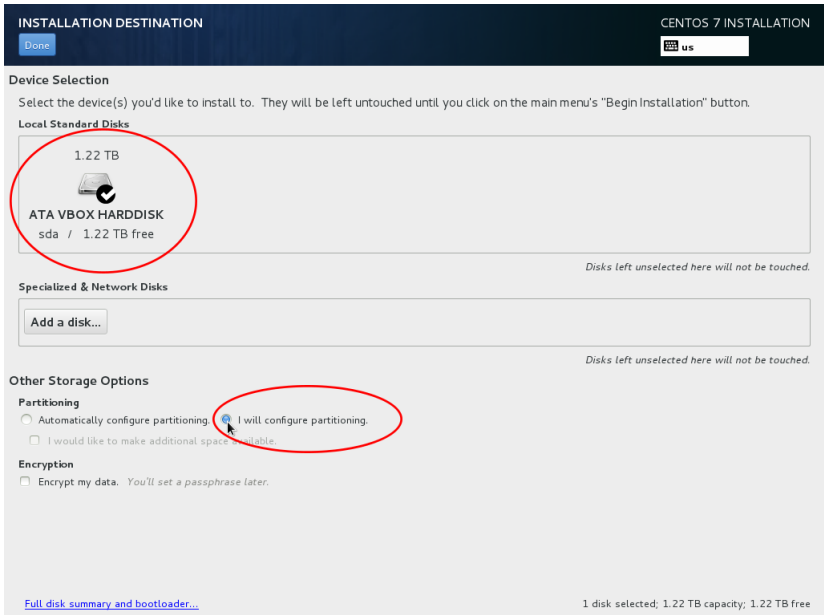 INSTALLATION DESTINATION
CENTOS 7 INSTALLATION
Done
us
Device Selection
Select the device(s) you'd like to install to. They will be left untouched until you click on the main menu's "Begin Installation" button.
Local Standard Disks
1.22 TB
ATA VBOX HARDDISK
sda / 1.22 TB free
Disks left unselected here will not be touched.
Specialized & Network Disks
Add a disk...
Disks left unselected here will not be touched.
Other Storage Options
Partitioning
Automatically configure partitioning. I will configure partitioning.
I would like to make additional space available.
Encryption
Encrypt my data. You'll set a passphrase later.
Full disk summary and bootloader...
1 disk selected; 1.22 TB capacity; 1.22 TB free